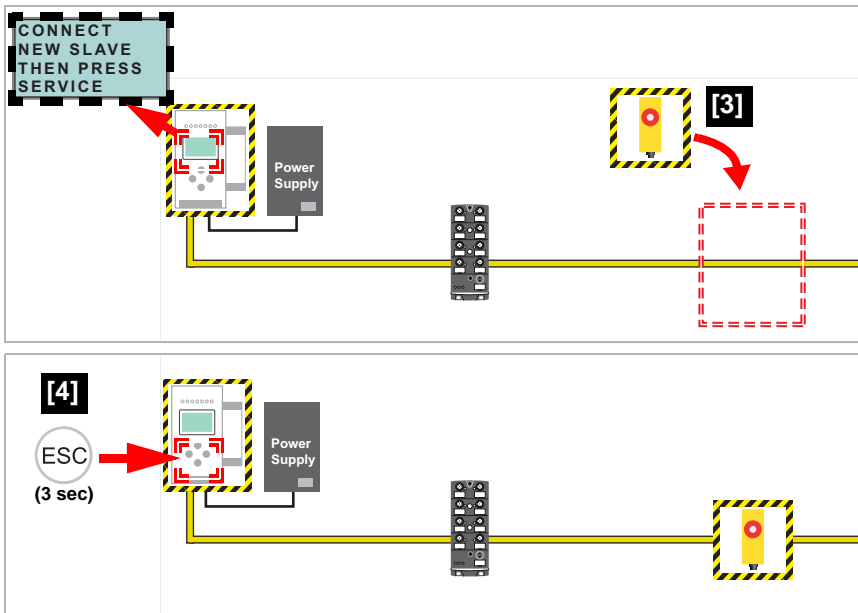 CONNECT
NEW SLAVE
THEN PRESS
SERVICE
[3]
Power
Supply
[4]
ESC
(3 sec)
Power
Supply